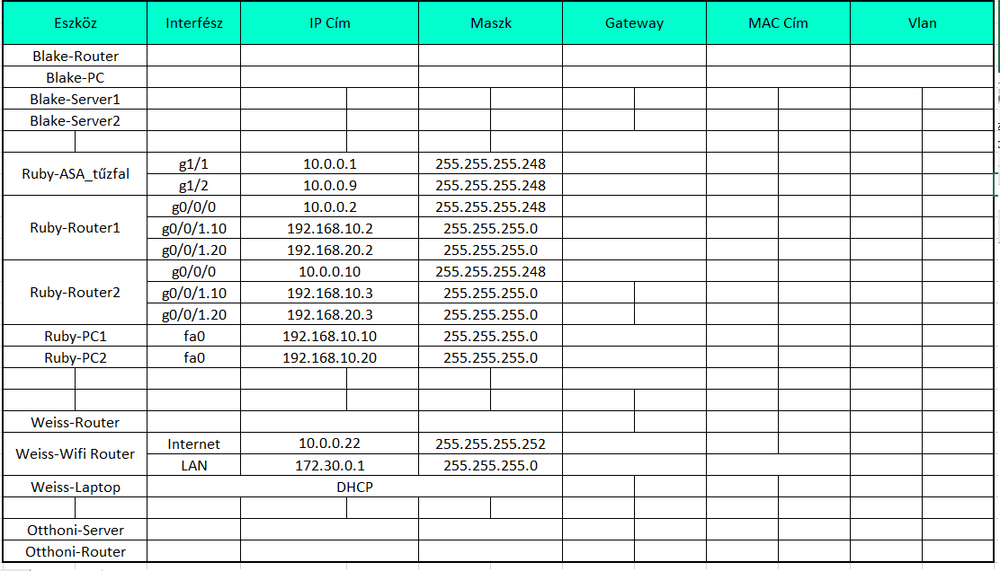 Eszköz Interfész IP Cím Maszk Gateway MAC Cím Vlan
Blake-Router
Blake-PC
Blake-Server1
Blake-Server2
Ruby-ASA_tűzfal g1/1 10.0.0.1 255.255.255.248
g1/2 10.0.0.9 255.255.255.248
Ruby-Router1 g0/0/0 10.0.0.2 255.255.255.248
g0/0/1.10 192.168.10.2 255.255.255.0
g0/0/1.20 192.168.20.2 255.255.255.0
Ruby-Router2 g0/0/0 10.0.0.10 255.255.255.248
g0/0/1.10 192.168.10.3 255.255.255.0
g0/0/1.20 192.168.20.3 255.255.255.0
Ruby-PC1 fa0 192.168.10.10 255.255.255.0
Ruby-PC2 fa0 192.168.10.20 255.255.255.0
Weiss-Router
Weiss-Wifi Router Internet 10.0.0.22 255.255.255.252
LAN 172.30.0.1 255.255.255.0
Weiss-Laptop DHCP
Otthoni-Server
Otthoni-Router